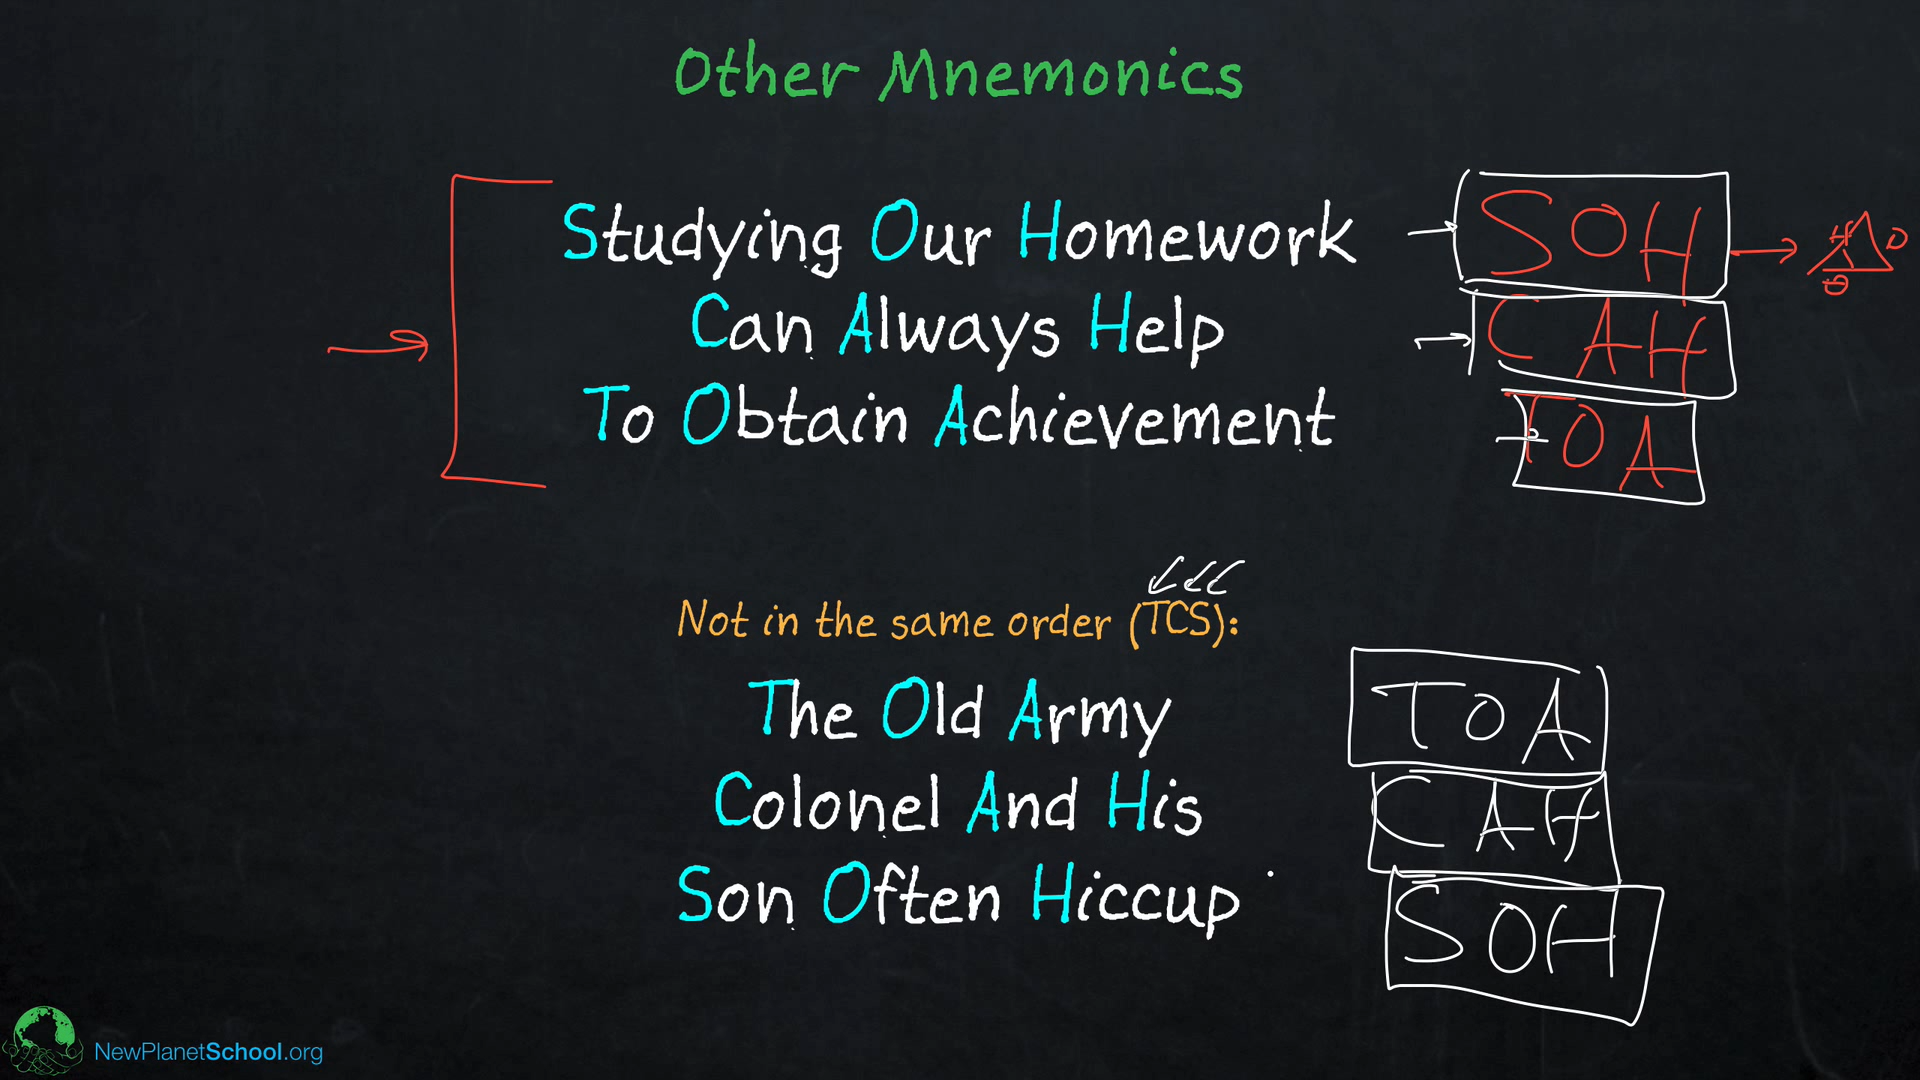 Other Mnemonics
Studying Our Homework
SOH
Can Always Help
CAH
To Obtain Achievement
TOA
Not in the same order (TCS):
The Old Army
TOA
Colonel And His
CAH
Son Often Hiccup
SOH
NewPlanetSchool.org